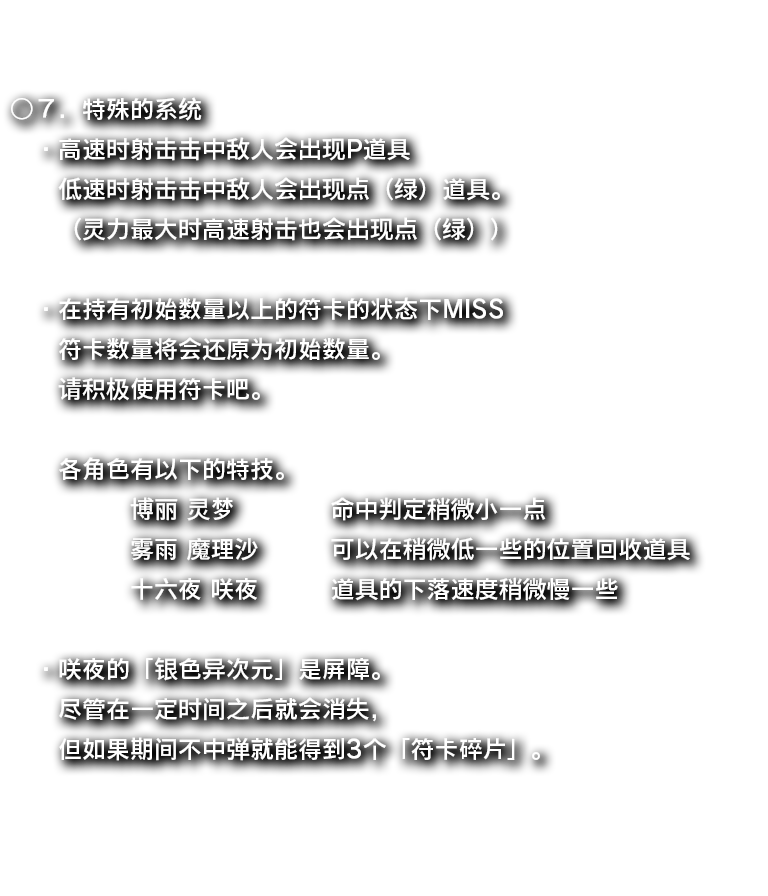 ○７．特殊的系统
・高速时射击击中敌人会出现P道具
低速时射击击中敌人会出现点（绿）道具。
（灵力最大时高速射击也会出现点（绿））
・在持有初始数量以上的符卡的状态下MISS
符卡数量将会还原为初始数量。
请积极使用符卡吧。
各角色有以下的特技。
博丽 灵梦 命中判定稍微小一点
雾雨 魔理沙 可以在稍微低一些的位置回收道具
十六夜 咲夜 道具的下落速度稍微慢一些
・咲夜的「银色异次元」是屏障。
尽管在一定时间之后就会消失，
但如果期间不中弹就能得到3个「符卡碎片」。